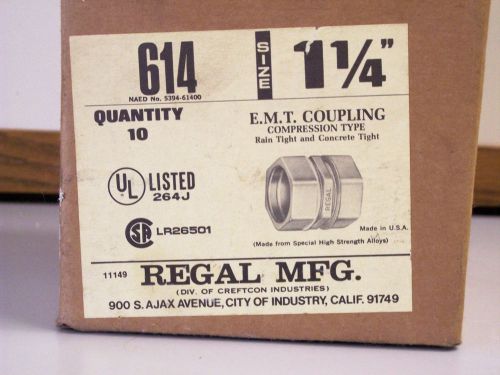 614
NAED No. 5394-61400
SIZE
1 1/4"
QUANTITY
10
E.M.T. COUPLING
COMPRESSION TYPE
Rain Tight and Concrete Tight
UL LISTED
264J
REGAL
SA LR26501
Made in U.S.A.
(Made from Special High Strength Alloys)
11149 REGAL MFG.
(DIV. OF CREFTCON INDUSTRIES)
900 S. AJAX AVENUE, CITY OF INDUSTRY, CALIF. 91749